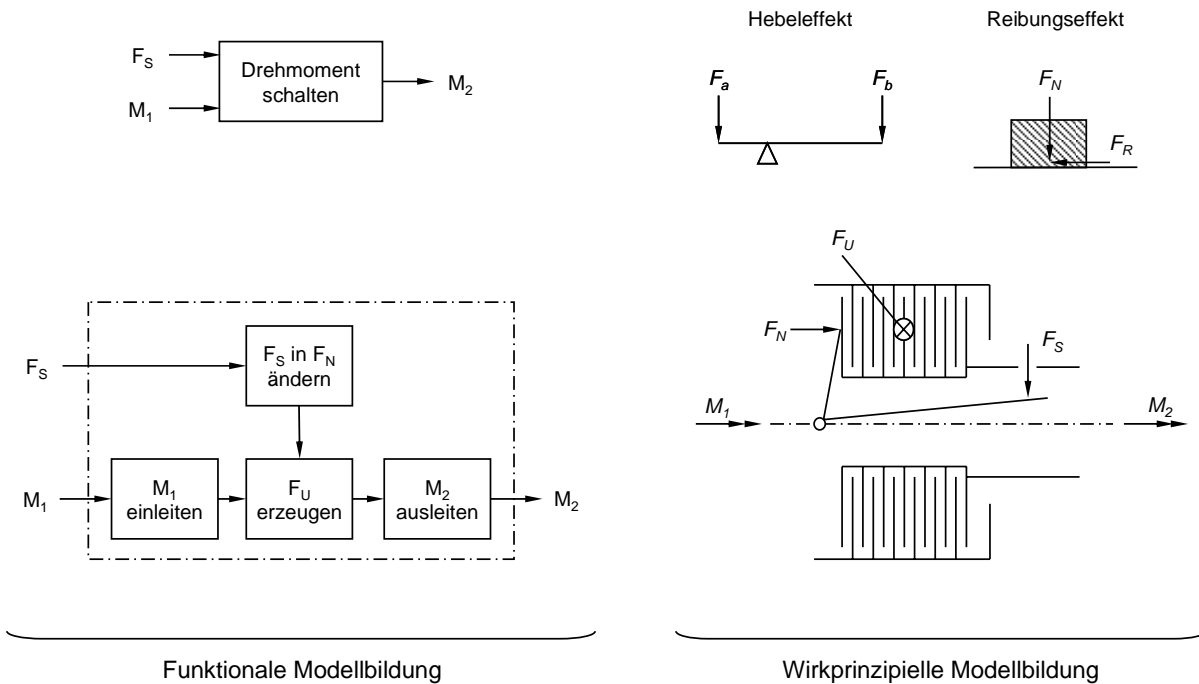 Hebeleffekt
Reibungseffekt
F_S
M_1
Drehmoment
schalten
M_2
F_a
F_b
F_N
F_R
F_S
F_S in F_N
ändern
M_1
M_1
einleiten
F_U
erzeugen
M_2
ausleiten
M_2
F_U
F_N
F_S
M_1
M_2
Funktionale Modellbildung
Wirkprinzipielle Modellbildung